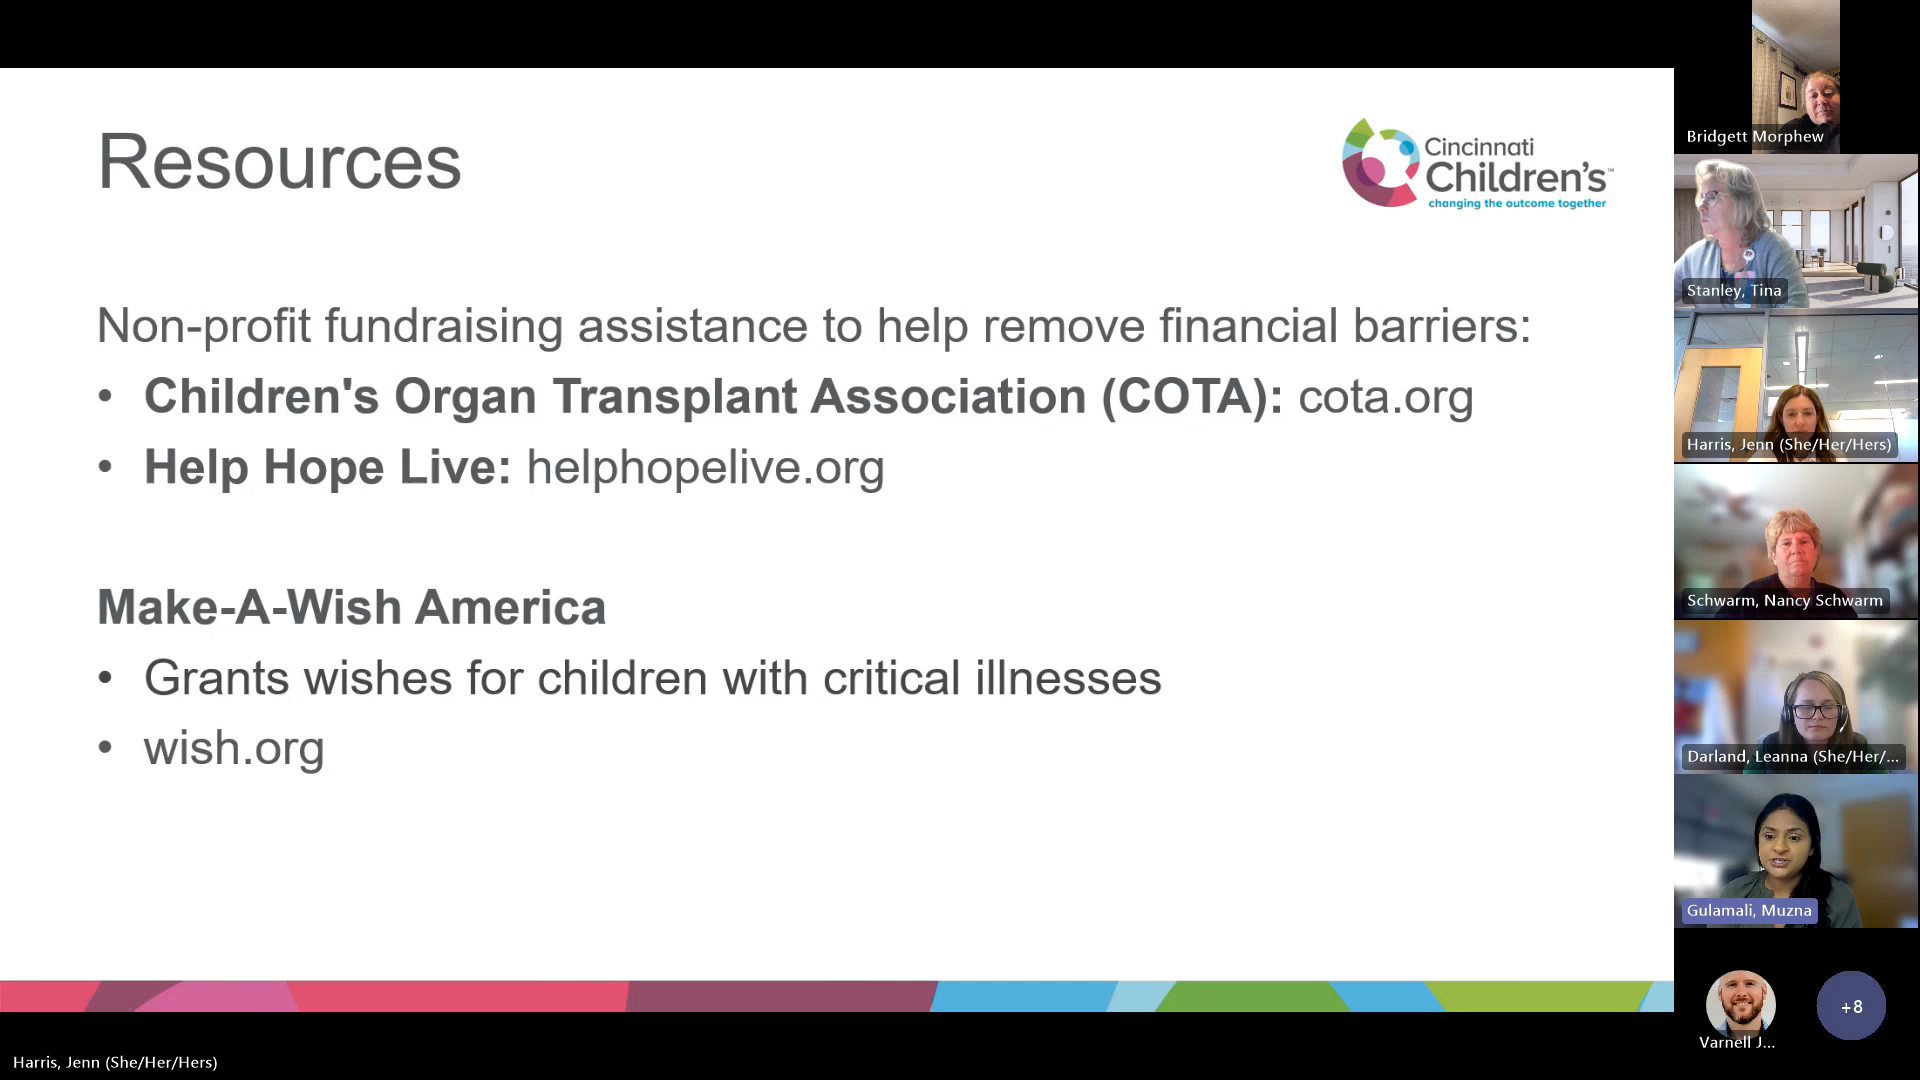 Resources
Cincinnati
Children's™
changing the outcome together
Non-profit fundraising assistance to help remove financial barriers:
• Children's Organ Transplant Association (COTA): cota.org
• Help Hope Live: helphopelive.org
Make-A-Wish America
• Grants wishes for children with critical illnesses
• wish.org
Bridgett Morphew
Stanley, Tina
Harris, Jenn (She/Her/Hers)
Schwarm, Nancy Schwarm
Darland, Leanna (She/Her/...
Gulamali, Muzna
Varnell J...
+8
Harris, Jenn (She/Her/Hers)